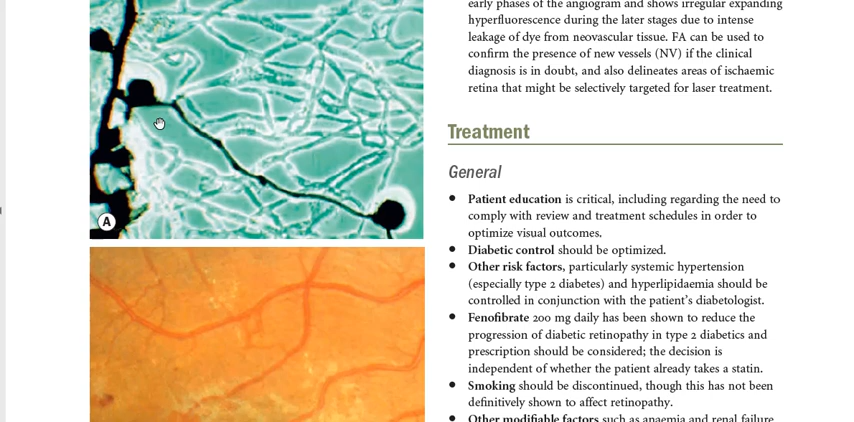 early phases of the angiogram and shows irregular expanding
hyperfluorescence during the later stages due to intense
leakage of dye from neovascular tissue. FA can be used to
confirm the presence of new vessels (NV) if the clinical
diagnosis is in doubt, and also delineates areas of ischaemic
retina that might be selectively targeted for laser treatment.
Treatment
General
• Patient education is critical, including regarding the need to
comply with review and treatment schedules in order to
optimize visual outcomes.
• Diabetic control should be optimized.
• Other risk factors, particularly systemic hypertension
(especially type 2 diabetes) and hyperlipidaemia should be
controlled in conjunction with the patient's diabetologist.
• Fenofibrate 200 mg daily has been shown to reduce the
progression of diabetic retinopathy in type 2 diabetics and
prescription should be considered; the decision is
independent of whether the patient already takes a statin.
• Smoking should be discontinued, though this has not been
definitively shown to affect retinopathy.
• Other modifiable factors such as anaemia and renal failure
A